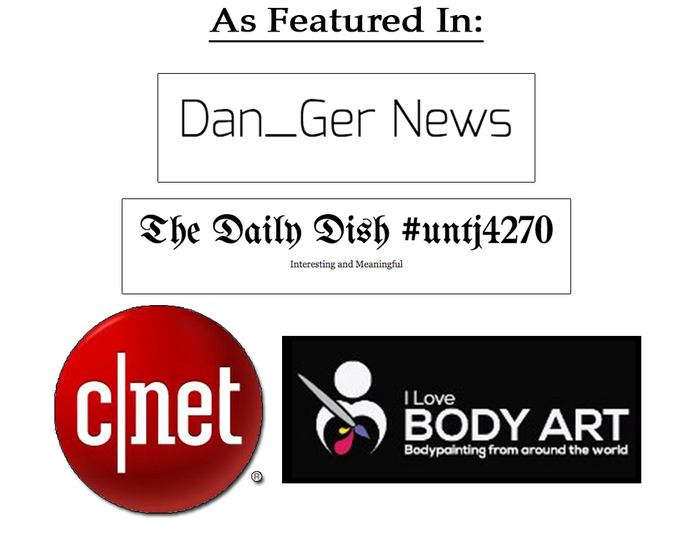 As Featured In:
Dan_Ger News
The Daily Dish #untj4270
Interesting and Meaningful
c|net
®
I Love
BODY ART
Bodypainting from around the world